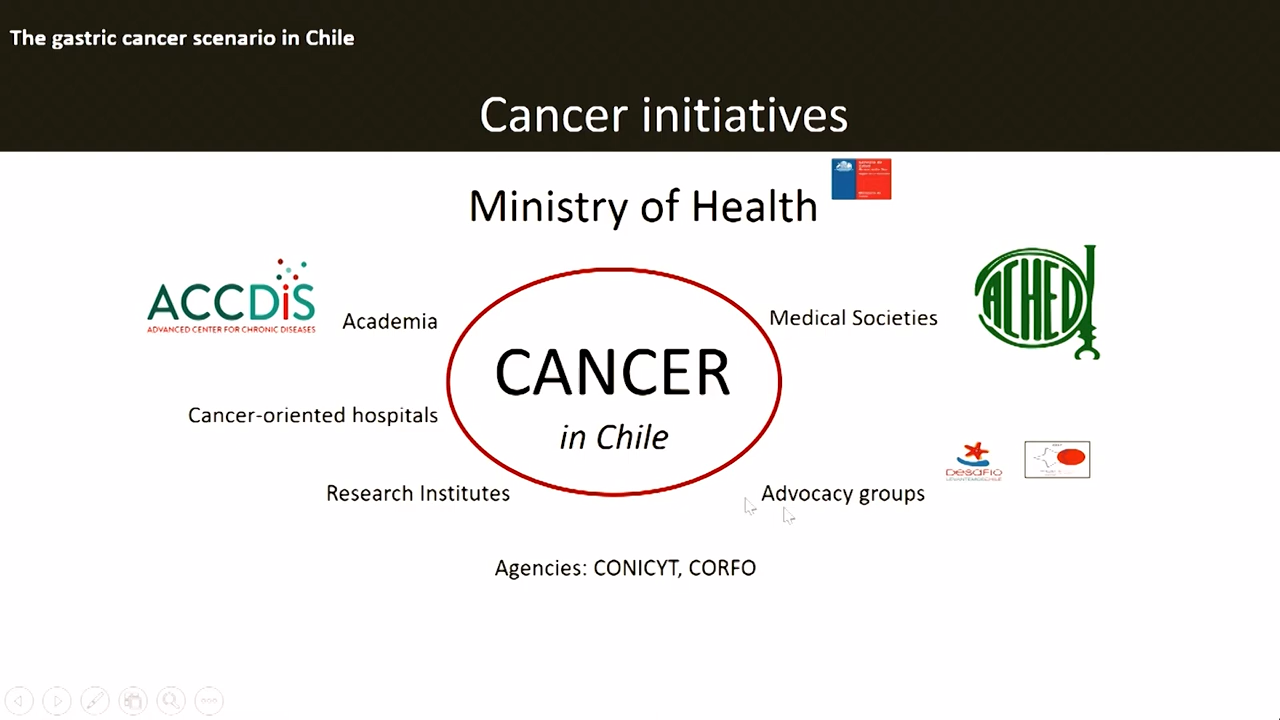 The gastric cancer scenario in Chile
Cancer initiatives
Ministry of Health
ACCDiS
ADVANCED CENTER FOR CHRONIC DISEASES
Academia
Medical Societies
ACHED
CANCER
in Chile
Cancer-oriented hospitals
DESAFIO
Research Institutes
Advocacy groups
Agencies: CONICYT, CORFO